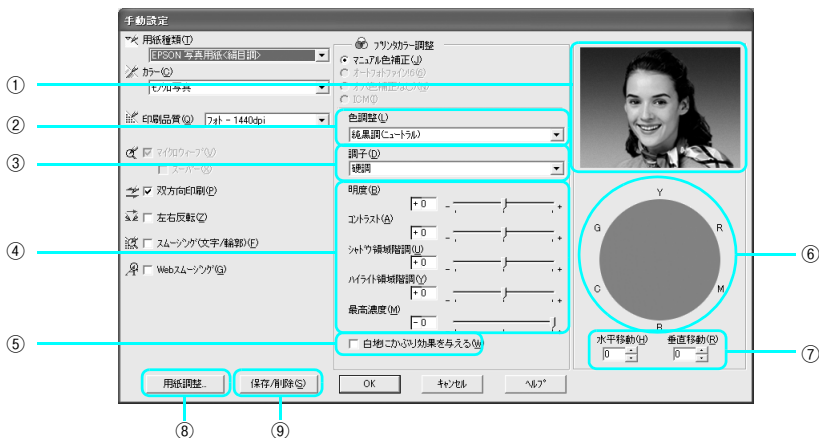 手動設定
用紙種類(T)
EPSON 写真用紙<絹目調>
カラー(C)
モノクロ写真
印刷品質(Q) フォト - 1440dpi
マイクロウィーブ(V)
スーパー(X)
双方向印刷(P)
左右反転(Z)
スムージング(文字/輪郭)(F)
Webスムージング(G)
プリンタカラー調整
マニュアル色補正(J)
オートフォトファイン!6(6)
ICM(I)
色調整(L)
純黒調(ニュートラル)
調子(D)
硬調
明度(B)
+0 - +
コントラスト(A)
+0 - +
シャドウ領域階調(U)
+0 - +
ハイライト領域階調(Y)
+0 - +
最高濃度(M)
-0 - +
白地にかぶり効果を与える(W)
Y
G R
C M
B
水平移動(H) 垂直移動(R)
0 0
用紙調整.. 保存/削除(S) OK キャンセル ヘルプ
①
②
③
④
⑤
⑥
⑦
⑧ ⑨